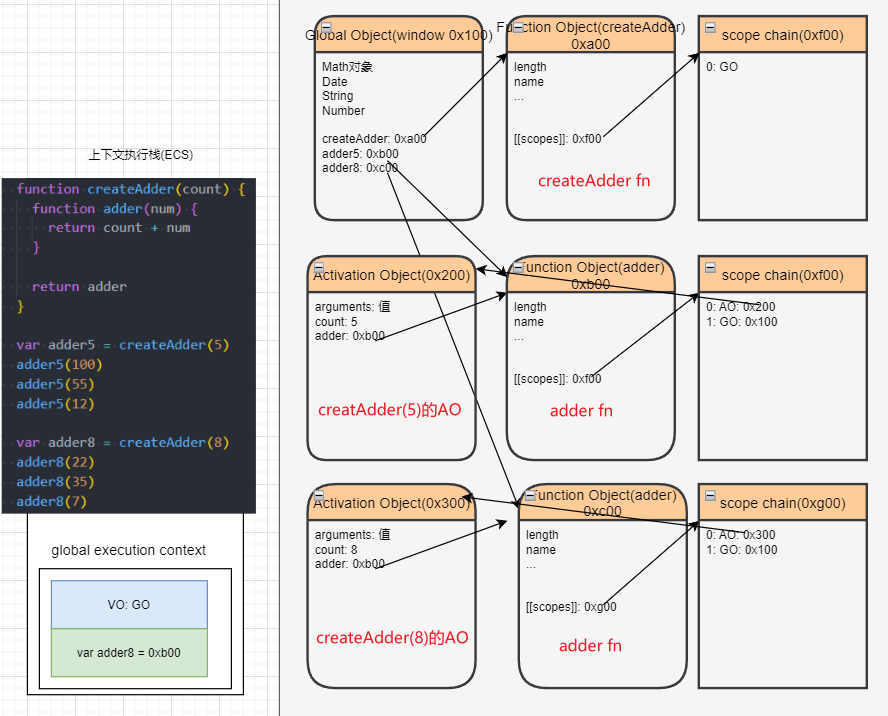 上下文执行栈(ECS)
function createAdder(count) {
function adder(num) {
return count + num
}
return adder
}
var adder5 = createAdder(5)
adder5(100)
adder5(55)
adder5(12)
var adder8 = createAdder(8)
adder8(22)
adder8(35)
adder8(7)
global execution context
VO: GO
var adder8 = 0xb00
Global Object(window 0x100)
Math对象
Date
String
Number
createAdder: 0xa00
adder5: 0xb00
adder8: 0xc00
Function Object(createAdder)
0xa00
length
name
...
[[scopes]]: 0xf00
createAdder fn
scope chain(0xf00)
0: GO
Activation Object(0x200)
arguments: 值
count: 5
adder: 0xb00
creatAdder(5)的AO
Function Object(adder)
0xb00
length
name
...
[[scopes]]: 0xf00
adder fn
scope chain(0xf00)
0: AO: 0x200
1: GO: 0x100
Activation Object(0x300)
arguments: 值
count: 8
adder: 0xb00
createAdder(8)的AO
Function Object(adder)
0xc00
length
name
...
[[scopes]]: 0xg00
adder fn
scope chain(0xg00)
0: AO: 0x300
1: GO: 0x100